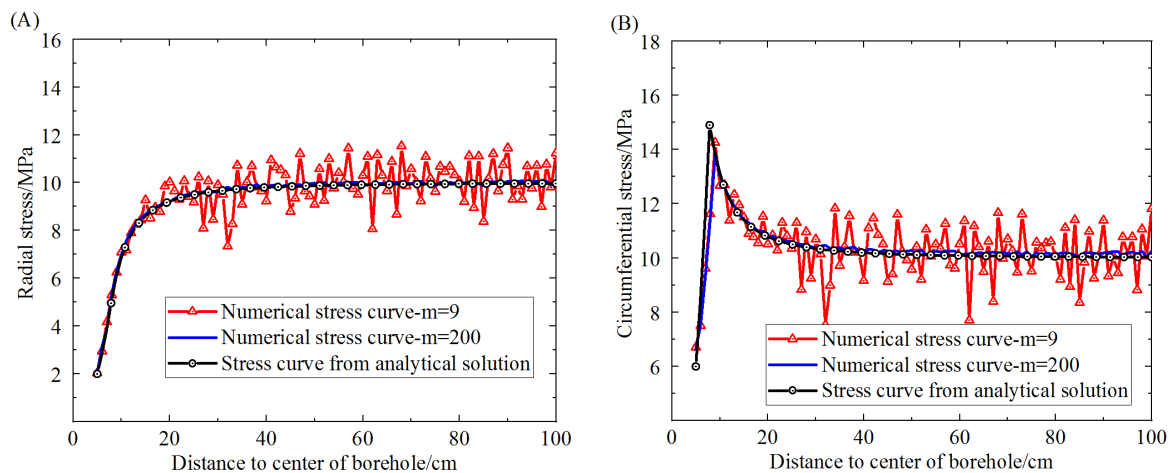 (A)
Radial stress/MPa
16
14
12
10
8
6
4
2
0 20 40 60 80 100
Distance to center of borehole/cm
Numerical stress curve-m=9
Numerical stress curve-m=200
Stress curve from analytical solution
(B)
Circumferential stress/MPa
18
16
14
12
10
8
6
0 20 40 60 80 100
Distance to center of borehole/cm
Numerical stress curve-m=9
Numerical stress curve-m=200
Stress curve from analytical solution